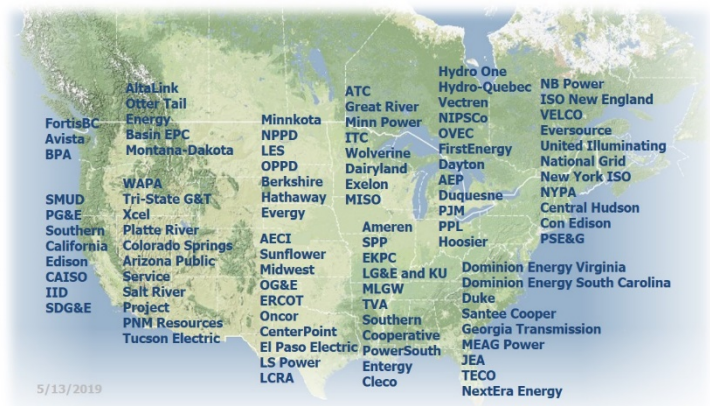 FortisBC
Avista
BPA
SMUD
PG&E
Southern
California
Edison
CAISO
IID
SDG&E
AltaLink
Otter Tail
Energy
Basin EPC
Montana-Dakota
WAPA
Tri-State G&T
Xcel
Platte River
Colorado Springs
Arizona Public
Service
Salt River
Project
PNM Resources
Tucson Electric
Minnkota
NPPD
LES
OPPD
Berkshire
Hathaway
Evergy
AECI
Sunflower
Midwest
OG&E
ERCOT
Oncor
CenterPoint
El Paso Electric
LS Power
LCRA
ATC
Great River
Minn Power
ITC
Wolverine
Dairyland
Exelon
MISO
Ameren
SPP
EKPC
LG&E and KU
MLGW
TVA
Southern
Cooperative
PowerSouth
Entergy
Cleco
Hydro One
Hydro-Quebec
Vectren
NIPSCo
OVEC
FirstEnergy
Dayton
AEP
Duquesne
PJM
PPL
Hoosier
NB Power
ISO New England
VELCO
Eversource
United Illuminating
National Grid
New York ISO
NYPA
Central Hudson
Con Edison
PSE&G
Dominion Energy Virginia
Dominion Energy South Carolina
Duke
Santee Cooper
Georgia Transmission
MEAG Power
JEA
TECO
NextEra Energy
5/13/2019